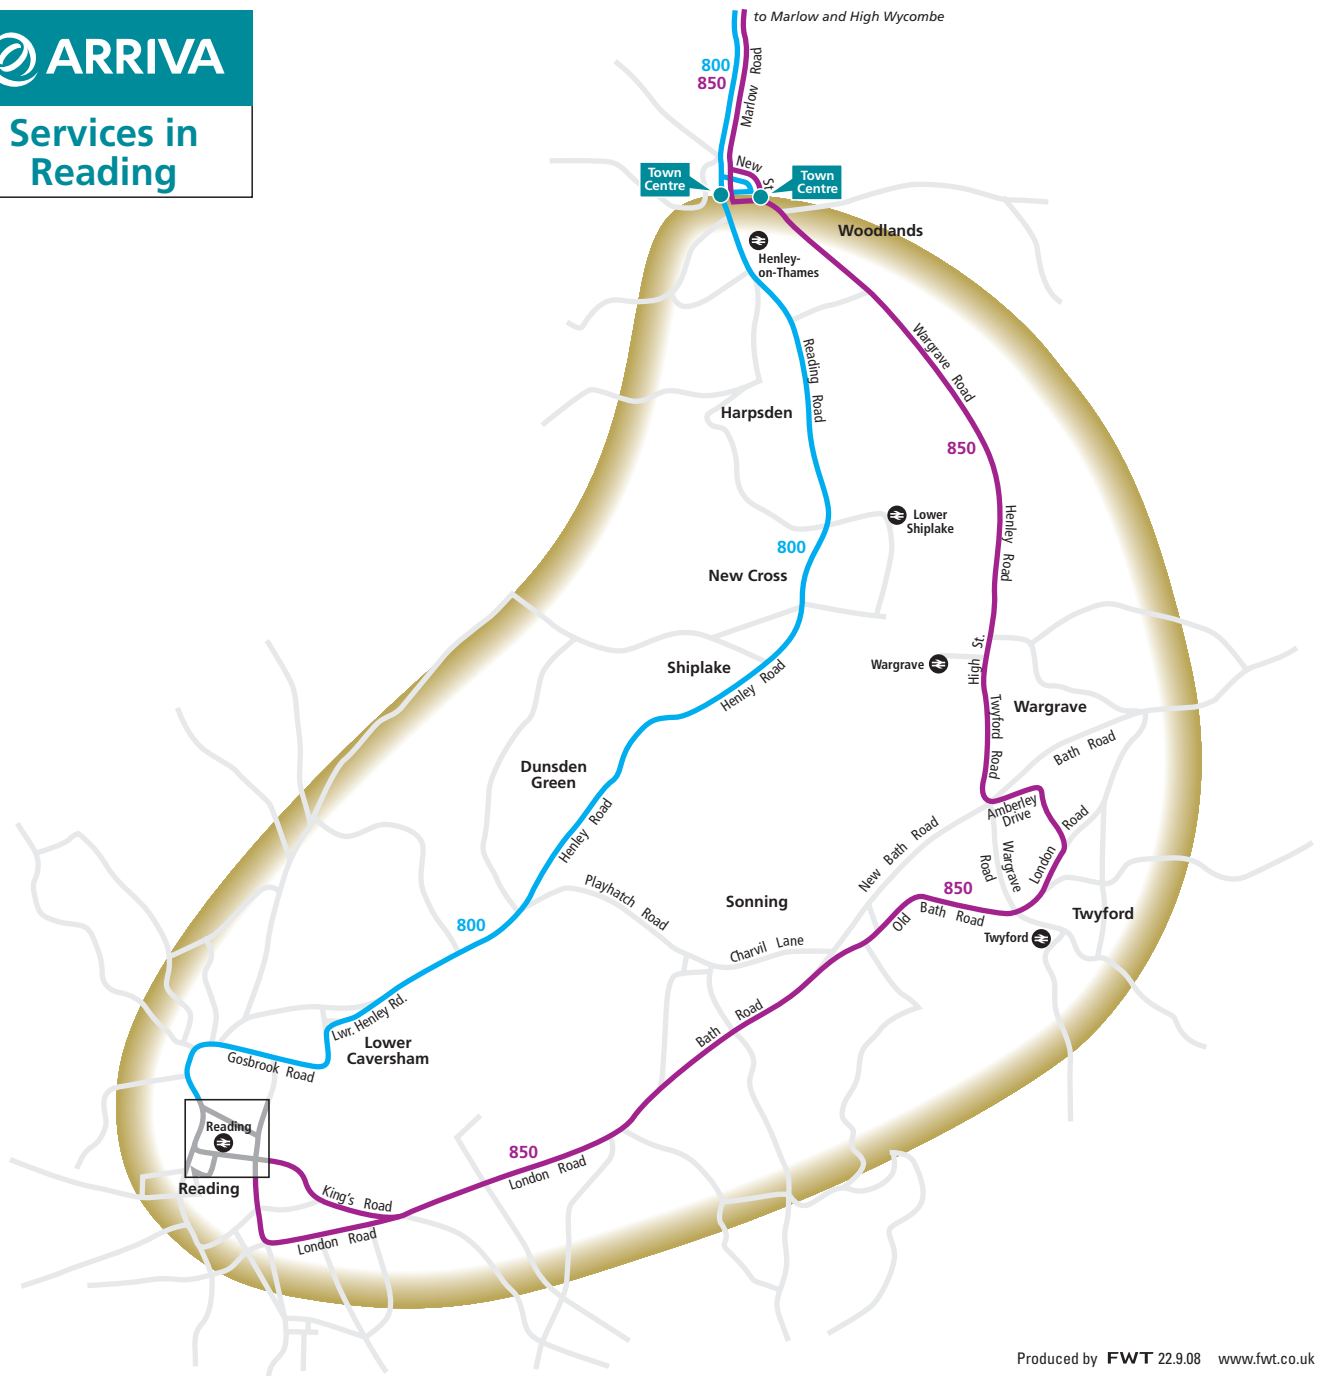 ARRIVA
Services in
Reading
to Marlow and High Wycombe
800
850
Marlow Road
New St.
Town
Centre
Town
Centre
Woodlands
Henley-
on-Thames
Reading Road
Wargrave Road
Harpsden
850
Lower
Shiplake
Henley Road
800
New Cross
High St.
Wargrave
Shiplake
Henley Road
Twyford Road
Wargrave
Bath Road
Dunsden
Green
Henley Road
Amberley
Drive
Road
London
New Bath Road
Wargrave
Road
Playhatch Road
Sonning
850
Old
Bath Road
Twyford
Twyford
800
Charvil Lane
Lwr. Henley Rd.
Bath Road
Lower
Caversham
Gosbrook Road
Reading
Reading
850
London Road
King's Road
London Road
Produced by FWT 22.9.08 www.fwt.co.uk